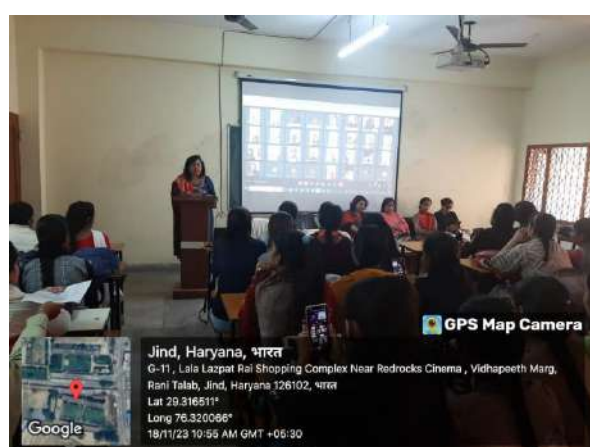 GPS Map Camera
Jind, Haryana, भारत
G-11 , Lala Lazpat Rai Shopping Complex Near Redrocks Cinema , Vidhapeeth Marg,
Rani Talab, Jind, Haryana 126102, भारत
Lat 29.316511°
Long 76.320066°
18/11/23 10:55 AM GMT +05:30
Google